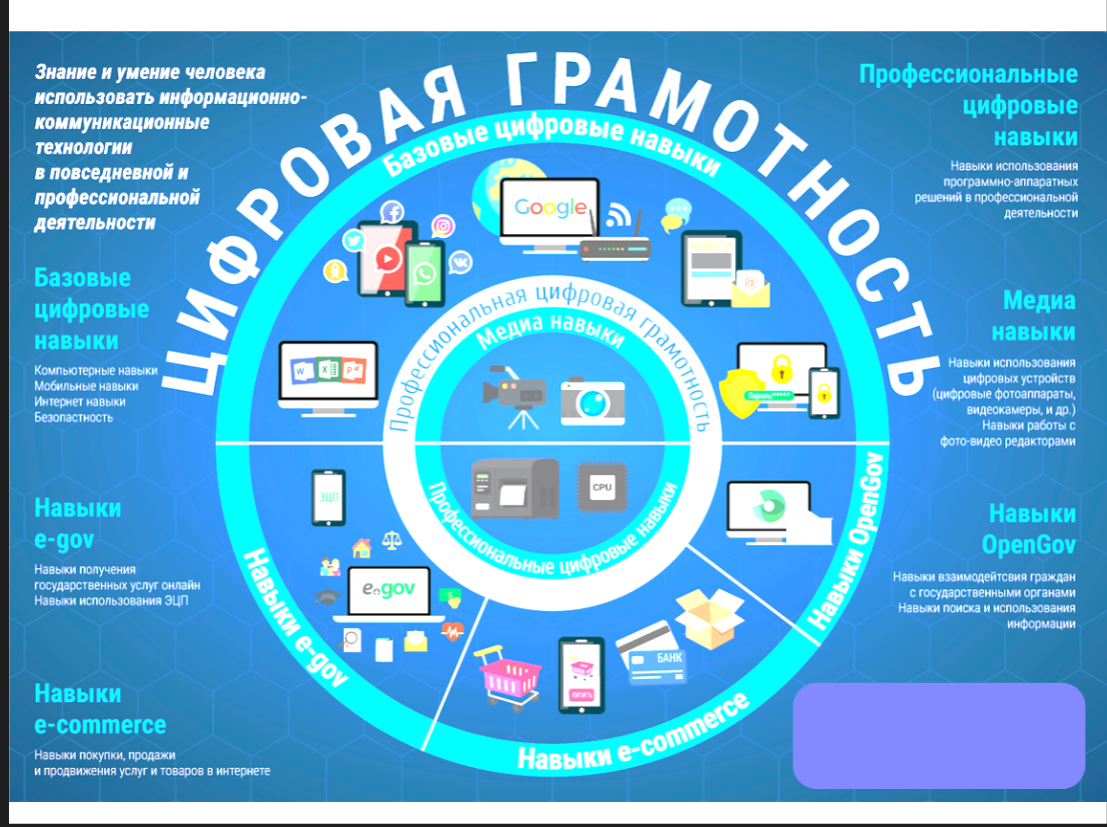 ЦИФРОВАЯ ГРАМОТНОСТЬ
Знание и умение человека
использовать информационно-
коммуникационные
технологии
в повседневной и
профессиональной
деятельности
Базовые
цифровые
навыки
Компьютерные навыки
Мобильные навыки
Интернет навыки
Безопастность
Навыки
e-gov
Навыки получения
государственных услуг онлайн
Навыки использования ЭЦП
Навыки
e-commerce
Навыки покупки, продажи
и продвижения услуг и товаров в интернете
Базовые цифровые навыки
Google
НОВОСТИ
@
W X P
Пароль:*****
Профессиональная цифровая грамотность
Медиа навыки
CPU
Профессиональные цифровые навыки
ЭЦП
e-gov
Навыки e-gov
БАНК
КУПИТЬ
Навыки e-commerce
Навыки OpenGov
Профессиональные
цифровые
навыки
Навыки использования
программно-аппаратных
решений в профессиональной
деятельности
Медиа
навыки
Навыки использования
цифровых устройств
(цифровые фотоаппараты,
видеокамеры, и др.)
Навыки работы с
фото-видео редакторами
Навыки
OpenGov
Навыки взаимодейтсвия граждан
с государственными органами
Навыки поиска и использования
информации